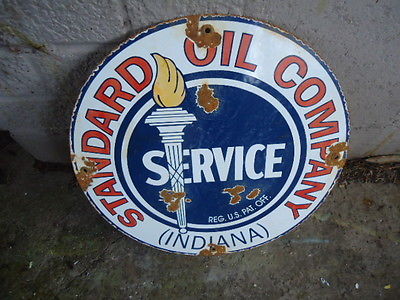 STANDARD OIL COMPANY
SERVICE
REG. U.S. PAT. OFF.
(INDIANA)